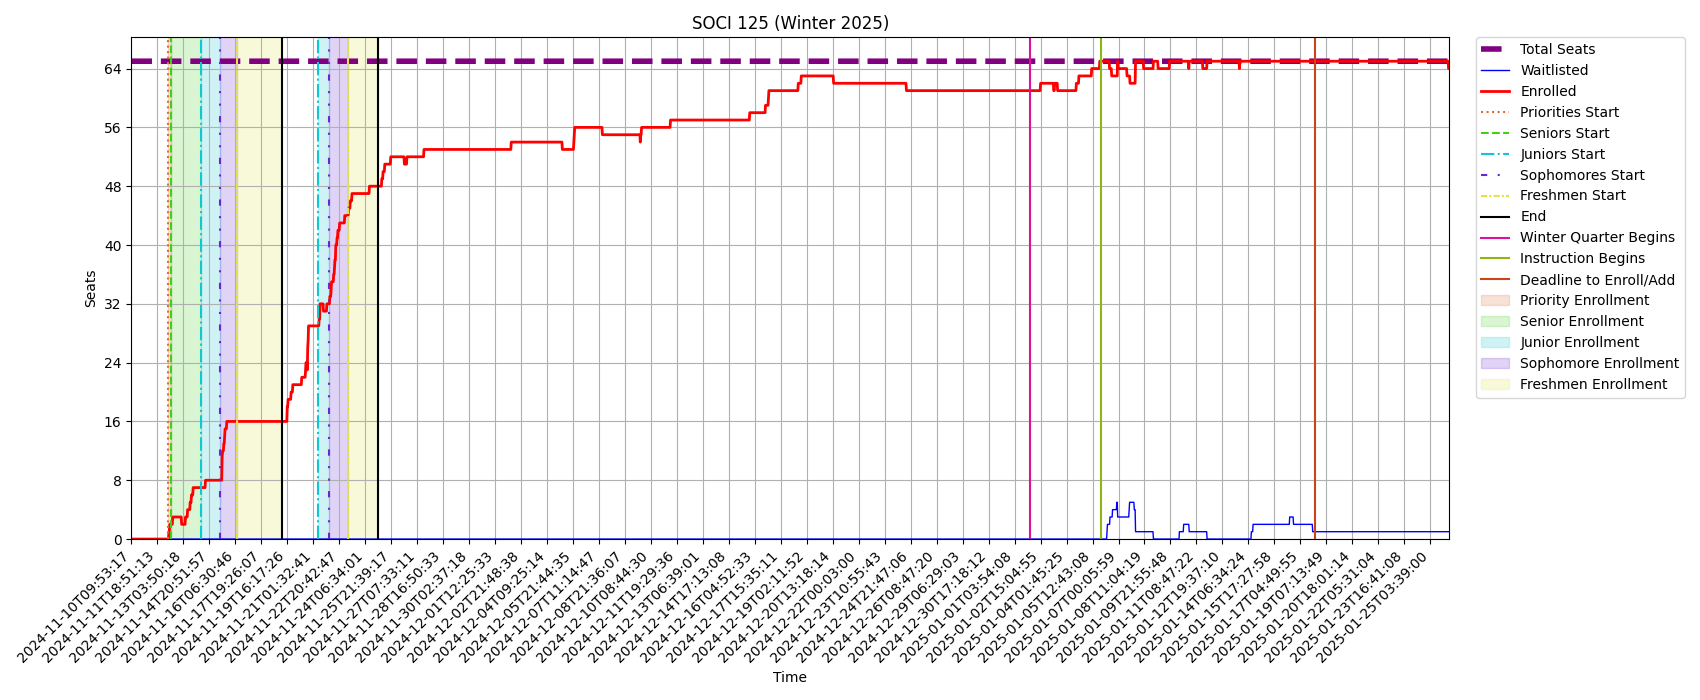 SOCI 125 (Winter 2025)
Seats
64
56
48
40
32
24
16
8
0
2024-11-10T09:53:17
2024-11-11T18:51:13
2024-11-13T03:50:18
2024-11-14T20:51:57
2024-11-16T06:30:46
2024-11-17T19:26:07
2024-11-19T16:17:26
2024-11-21T01:32:41
2024-11-22T20:42:47
2024-11-24T06:34:01
2024-11-25T21:39:17
2024-11-27T07:33:11
2024-11-28T16:50:33
2024-11-30T02:37:18
2024-12-01T12:25:33
2024-12-02T21:48:38
2024-12-04T09:25:14
2024-12-05T21:44:35
2024-12-07T11:14:47
2024-12-08T21:36:07
2024-12-10T08:44:30
2024-12-11T19:29:36
2024-12-13T06:39:01
2024-12-14T17:13:08
2024-12-16T04:52:33
2024-12-17T15:35:11
2024-12-19T02:11:52
2024-12-20T13:18:14
2024-12-22T00:03:00
2024-12-23T10:55:43
2024-12-24T21:47:06
2024-12-26T08:47:20
2024-12-29T06:29:03
2024-12-30T17:18:12
2025-01-01T03:54:08
2025-01-02T15:04:55
2025-01-04T01:45:25
2025-01-05T12:43:08
2025-01-07T00:05:59
2025-01-08T11:04:19
2025-01-09T21:55:48
2025-01-11T08:47:22
2025-01-12T19:37:10
2025-01-14T06:34:24
2025-01-15T17:27:58
2025-01-17T04:49:55
2025-01-19T07:13:49
2025-01-20T18:01:14
2025-01-22T05:31:04
2025-01-23T16:41:08
2025-01-25T03:39:00
Time
Total Seats
Waitlisted
Enrolled
Priorities Start
Seniors Start
Juniors Start
Sophomores Start
Freshmen Start
End
Winter Quarter Begins
Instruction Begins
Deadline to Enroll/Add
Priority Enrollment
Senior Enrollment
Junior Enrollment
Sophomore Enrollment
Freshmen Enrollment